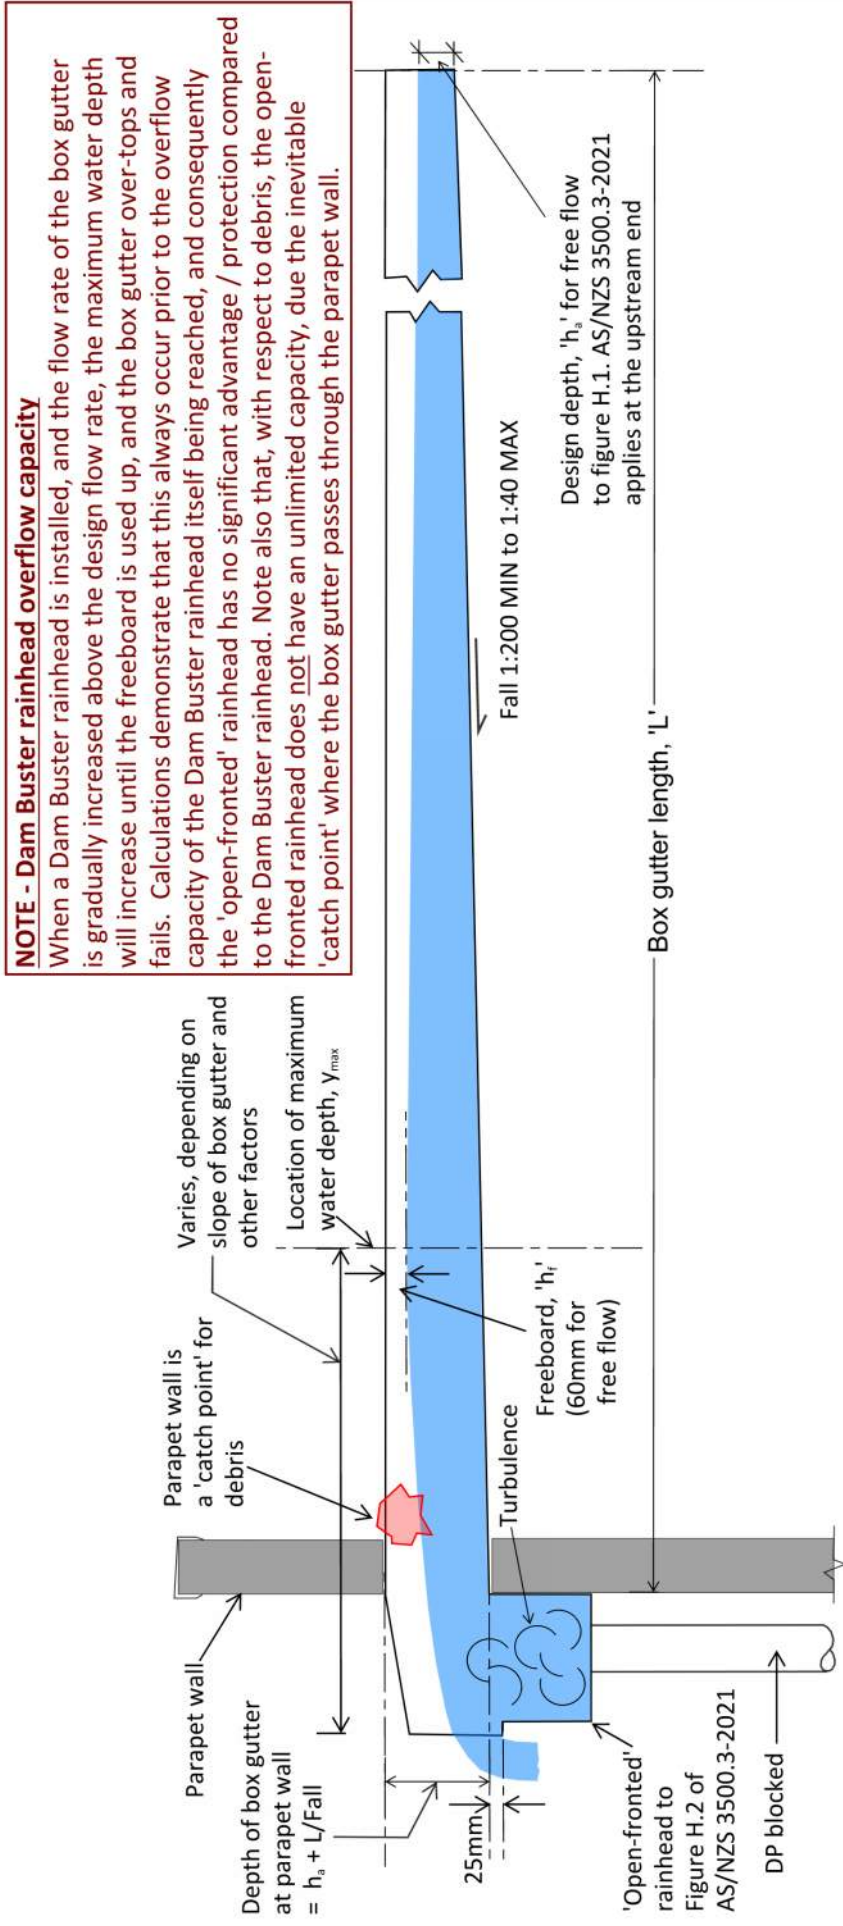 NOTE - Dam Buster rainhead overflow capacity
When a Dam Buster rainhead is installed, and the flow rate of the box gutter
is gradually increased above the design flow rate, the maximum water depth
will increase until the freeboard is used up, and the box gutter over-tops and
fails.  Calculations demonstrate that this always occur prior to the overflow
capacity of the Dam Buster rainhead itself being reached, and consequently
the 'open-fronted' rainhead has no significant advantage / protection compared
to the Dam Buster rainhead. Note also that, with respect to debris, the open-
fronted rainhead does not have an unlimited capacity, due the inevitable
'catch point' where the box gutter passes through the parapet wall.
Varies, depending on
slope of box gutter and
other factors
Location of maximum
water depth, ymax
Parapet wall is
a 'catch point' for
debris
Parapet wall
Depth of box gutter
at parapet wall
= ha + L/Fall
25mm
Freeboard, 'hf'
(60mm for
free flow)
Turbulence
Fall 1:200 MIN to 1:40 MAX
Design depth, 'ha' for free flow
to figure H.1. AS/NZS 3500.3-2021
applies at the upstream end
Box gutter length, 'L'
'Open-fronted'
rainhead to
Figure H.2 of
AS/NZS 3500.3-2021
DP blocked